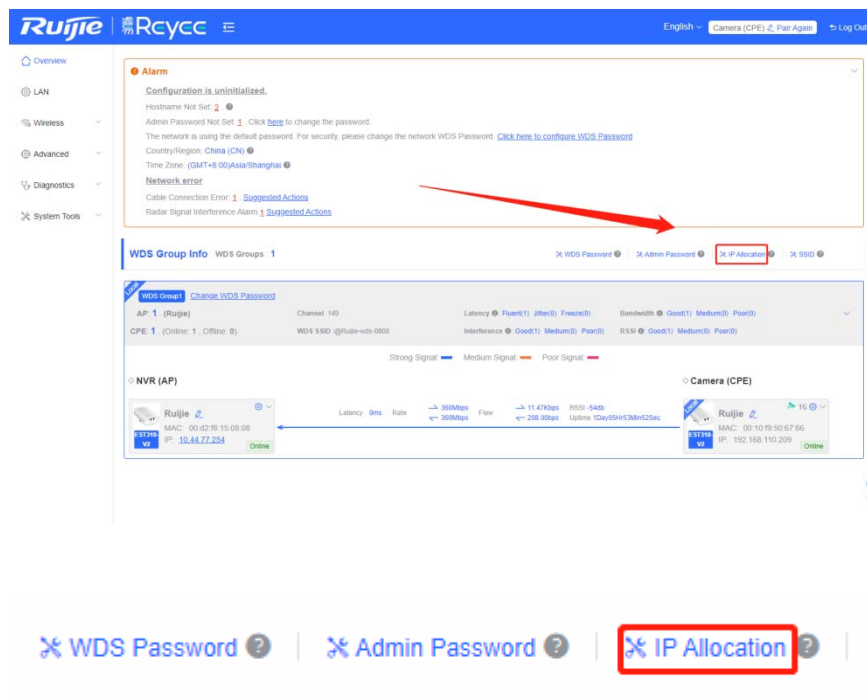 Ruijie 睿易 Reyee English Camera (CPE) Pair Again Log Out
Overview
LAN
Wireless
Advanced
Diagnostics
System Tools
Alarm
Configuration is uninitialized.
Hostname Not Set: 2
Admin Password Not Set: 1 . Click here to change the password.
The network is using the default password. For security, please change the network WDS Password. Click here to configure WDS Password
Country/Region: China (CN)
Time Zone: (GMT+8:00)Asia/Shanghai
Network error
Cable Connection Error: 1 . Suggested Actions
Radar Signal Interference Alarm 1 Suggested Actions
WDS Group Info WDS Groups : 1 WDS Password Admin Password IP Allocation SSID
Local WDS Group1 Change WDS Password
AP: 1 (Ruijie) Channel :149 Latency Fluent(1) Jitter(0) Freeze(0) Bandwidth Good(1) Medium(0) Poor(0)
CPE: 1 (Online: 1 , Offline: 0) WDS SSID :@Ruijie-wds-0808 Interference : Good(1) Medium(0) Poor(0) RSSI Good(1) Medium(0) Poor(0)
Strong Signal Medium Signal Poor Signal
NVR (AP) Camera (CPE)
Ruijie
MAC: 00:d2:f8:15:08:08
IP: 10.44.77.254
EST310-V2
Online
Latency 0ms Rate 360Mbps 360Mbps Flow 11.47Kbps 208.00bps RSSI -54db Uptime 1Day05Hr53Min52Sec
Local
Ruijie 16
MAC: 00:10:f9:50:67:66
IP: 192.168.110.209
EST310-V2
Online
WDS Password Admin Password IP Allocation